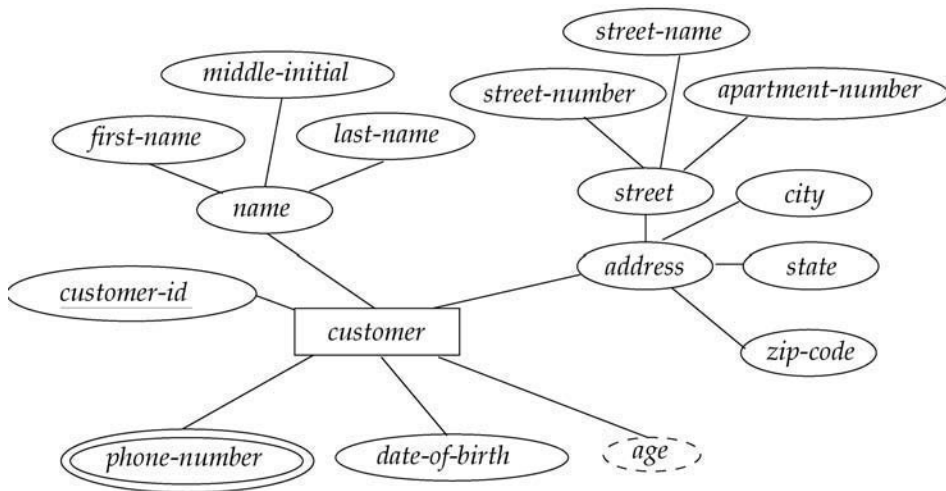 street-name
middle-initial
street-number
apartment-number
first-name
last-name
name
street
city
address
state
customer-id
customer
zip-code
phone-number
date-of-birth
age